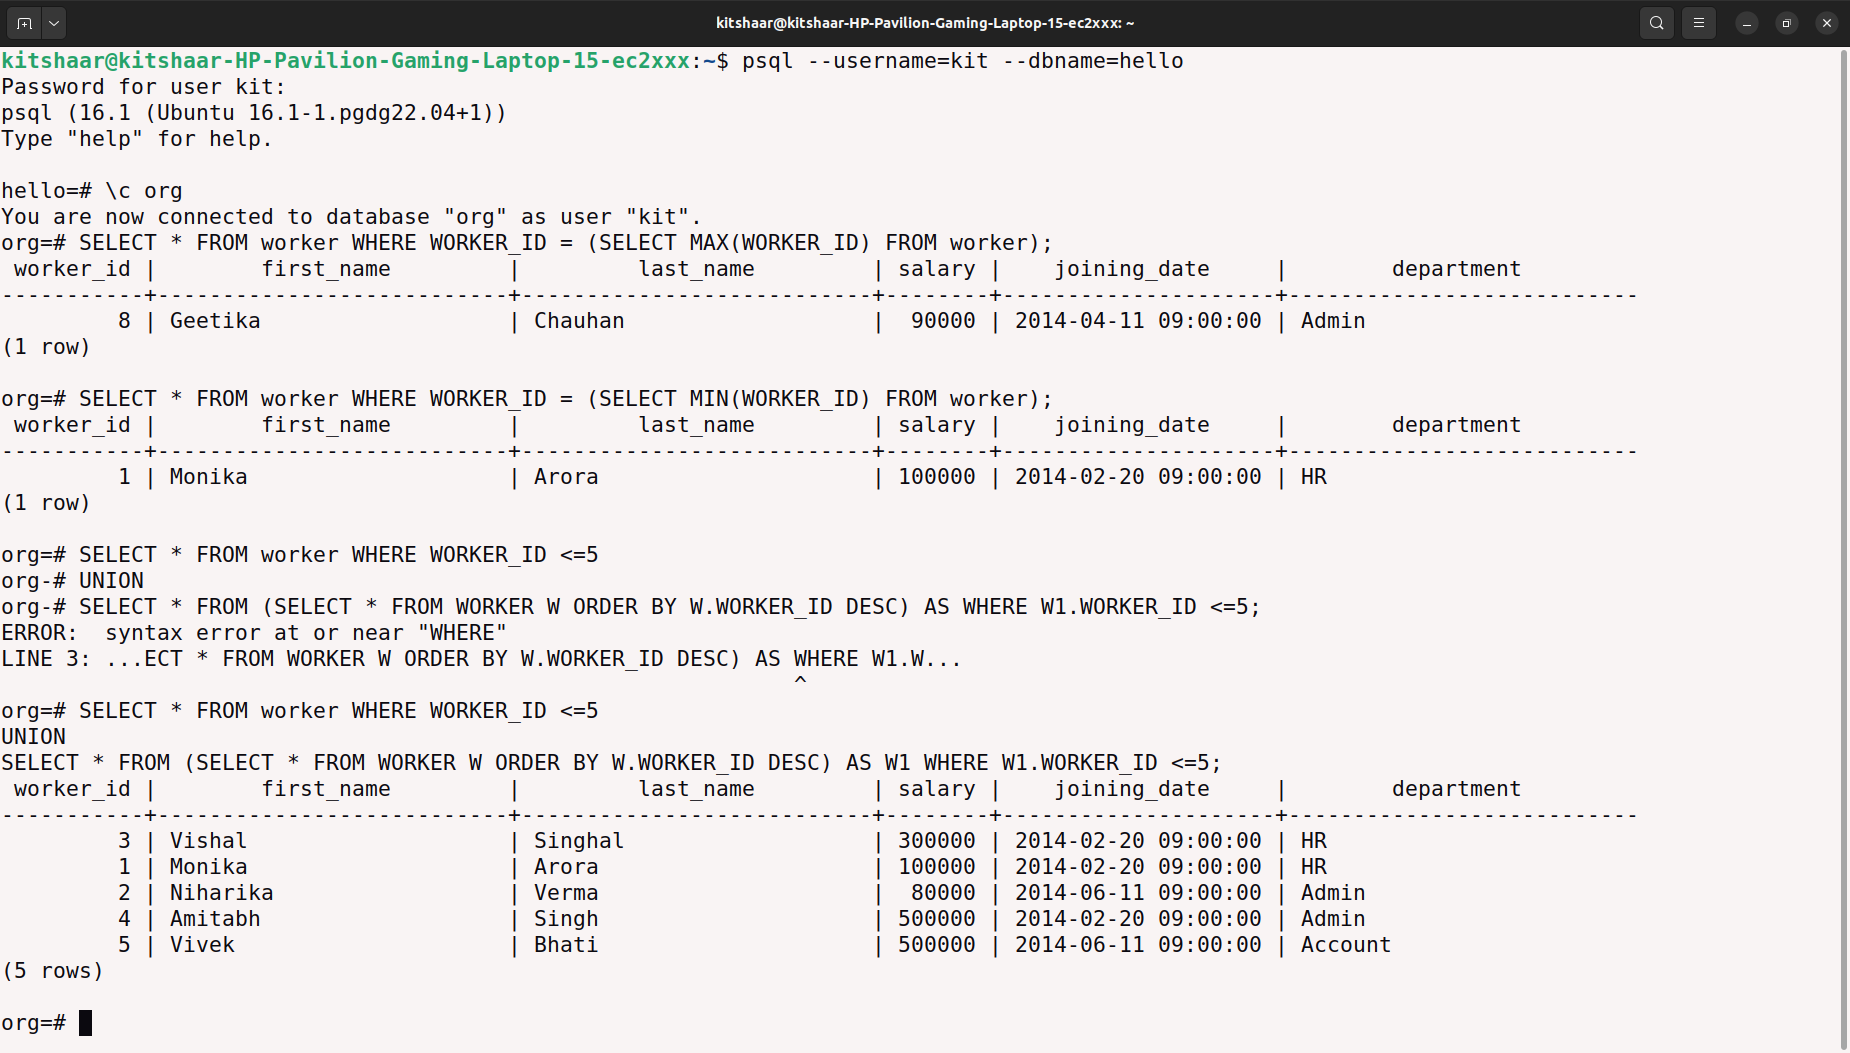 kitshaar@kitshaar-HP-Pavilion-Gaming-Laptop-15-ec2xxx: ~
kitshaar@kitshaar-HP-Pavilion-Gaming-Laptop-15-ec2xxx:~$ psql --username=kit --dbname=hello
Password for user kit:
psql (16.1 (Ubuntu 16.1-1.pgdg22.04+1))
Type "help" for help.

hello=# \c org
You are now connected to database "org" as user "kit".
org=# SELECT * FROM worker WHERE WORKER_ID = (SELECT MAX(WORKER_ID) FROM worker);
 worker_id |        first_name         |         last_name         | salary |    joining_date     |        department
-----------+---------------------------+---------------------------+--------+---------------------+---------------------------
         8 | Geetika                   | Chauhan                   |  90000 | 2014-04-11 09:00:00 | Admin
(1 row)

org=# SELECT * FROM worker WHERE WORKER_ID = (SELECT MIN(WORKER_ID) FROM worker);
 worker_id |        first_name         |         last_name         | salary |    joining_date     |        department
-----------+---------------------------+---------------------------+--------+---------------------+---------------------------
         1 | Monika                    | Arora                     | 100000 | 2014-02-20 09:00:00 | HR
(1 row)

org=# SELECT * FROM worker WHERE WORKER_ID <=5
org-# UNION
org-# SELECT * FROM (SELECT * FROM WORKER W ORDER BY W.WORKER_ID DESC) AS WHERE W1.WORKER_ID <=5;
ERROR:  syntax error at or near "WHERE"
LINE 3: ...ECT * FROM WORKER W ORDER BY W.WORKER_ID DESC) AS WHERE W1.W...
                                                             ^
org=# SELECT * FROM worker WHERE WORKER_ID <=5
UNION
SELECT * FROM (SELECT * FROM WORKER W ORDER BY W.WORKER_ID DESC) AS W1 WHERE W1.WORKER_ID <=5;
 worker_id |        first_name         |         last_name         | salary |    joining_date     |        department
-----------+---------------------------+---------------------------+--------+---------------------+---------------------------
         3 | Vishal                    | Singhal                   | 300000 | 2014-02-20 09:00:00 | HR
         1 | Monika                    | Arora                     | 100000 | 2014-02-20 09:00:00 | HR
         2 | Niharika                  | Verma                     |  80000 | 2014-06-11 09:00:00 | Admin
         4 | Amitabh                   | Singh                     | 500000 | 2014-02-20 09:00:00 | Admin
         5 | Vivek                     | Bhati                     | 500000 | 2014-06-11 09:00:00 | Account
(5 rows)

org=#